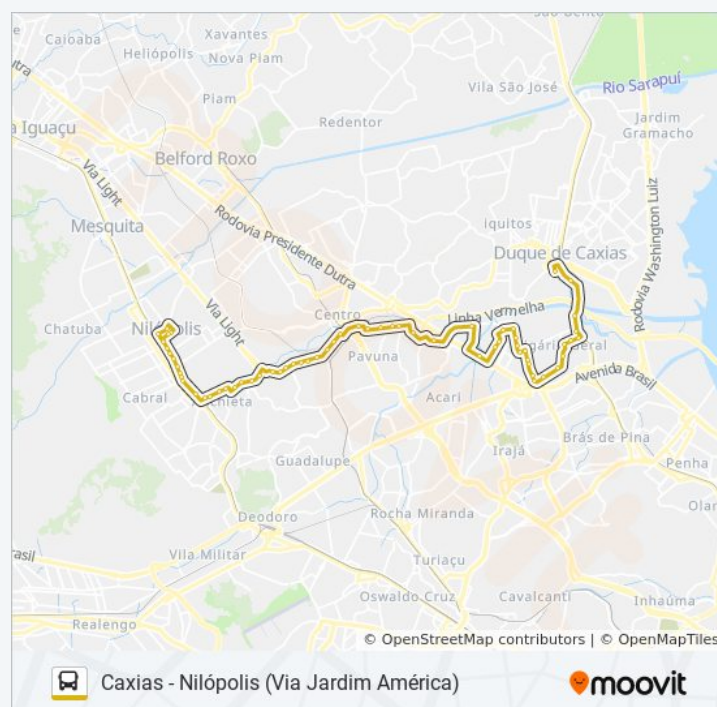 São Bento
Caioaba
Xavantes
Heliópolis
Nova Piam
Dutra
Piam
Vila São José
Rio Sarapuí
Redentor
Jardim
Gramacho
a Iguaçu
Via Light
Belford Roxo
Rodovia Presidente Dutra
Iquitos
Mesquita
Duque de Caxias
Rodovia Washington Luiz
Chatuba
Nilópolis
Via Light
Centro
Linha Vermelha
Pavuna
Cabral
Avenida Brasil
Acari
Brás de Pina
Irajá
Penha
Guadalupe
Olar
Deodoro
Rocha Miranda
Vila Militar
Turiaçu
Brasil
Oswaldo Cruz
Cavalcanti
Inhaúma
Realengo
© OpenStreetMap contributors | © OpenMapTiles
Caxias - Nilópolis (Via Jardim América)
moovit